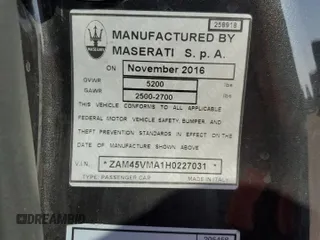 258918
MANUFACTURED BY
MASERATI S.p.A.
ON November 2016
GVWR 5200 lbs
GAWR 2500-2700 lbs
THIS VEHICLE CONFORMS TO ALL APPLICABLE
FEDERAL MOTOR VEHICLE SAFETY, BUMPER, AND
THEFT PREVENTION STANDARDS IN EFFECT ON THE
DATE OF MANUFACTURE SHOWN ABOVE
V.I.N. *ZAM45VMA1H0227031*
TYPE: PASSENGER CAR MADE IN ITALY
DREAMBID